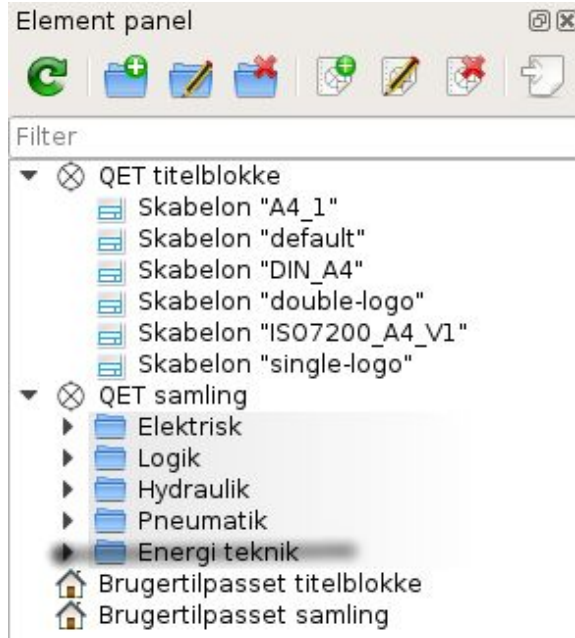 Element panel
Filter
QET titelblokke
Skabelon "A4_1"
Skabelon "default"
Skabelon "DIN_A4"
Skabelon "double-logo"
Skabelon "ISO7200_A4_V1"
Skabelon "single-logo"
QET samling
Elektrisk
Logik
Hydraulik
Pneumatik
Energi teknik
Brugertilpasset titelblokke
Brugertilpasset samling